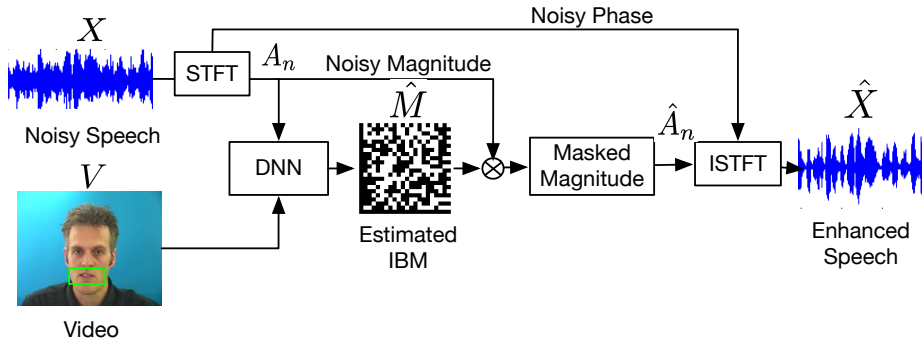 Noisy Phase
X
STFT
A_n
Noisy Magnitude
Noisy Speech
M̂
DNN
⊗
Masked
Magnitude
Â_n
ISTFT
X̂
V
Estimated
IBM
Enhanced
Speech
Video